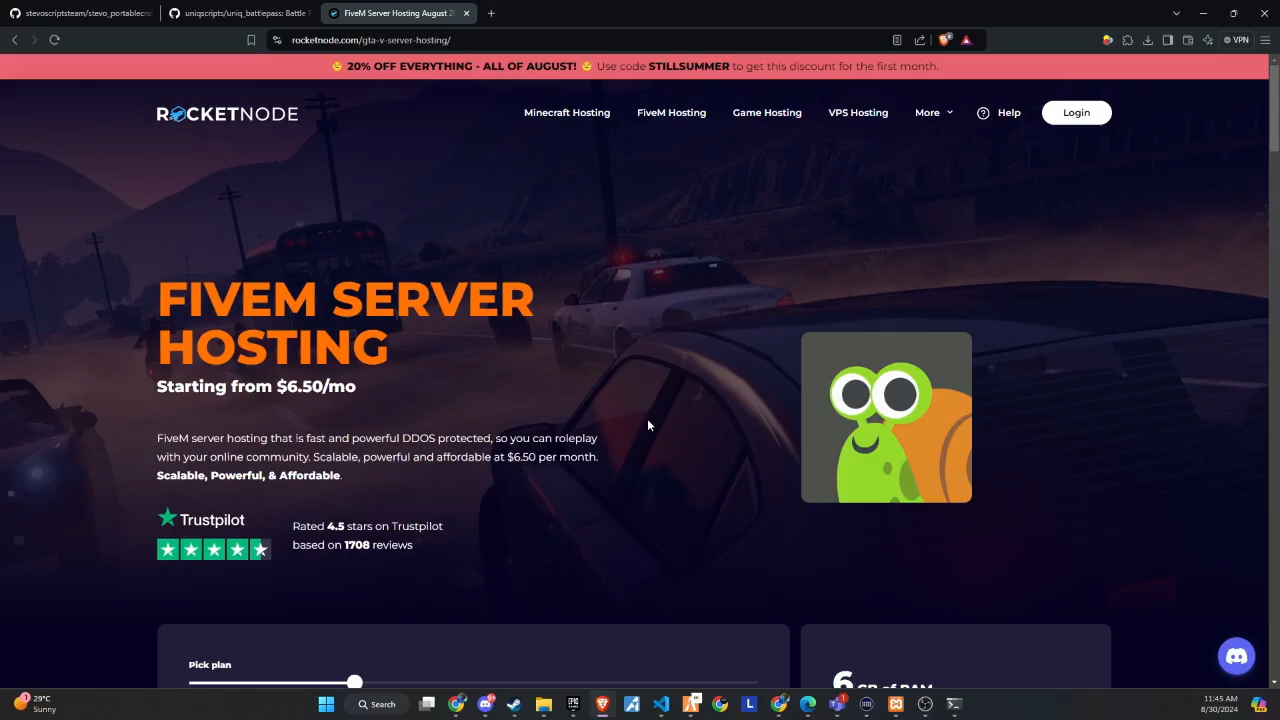 stevoscriptsteam/stevo_portablecra
uniqscripts/uniq_battlepass: Battle P
FiveM Server Hosting August 2
rocketnode.com/gta-v-server-hosting/
VPN
20% OFF EVERYTHING - ALL OF AUGUST! Use code STILLSUMMER to get this discount for the first month.
ROCKETNODE
Minecraft Hosting
FiveM Hosting
Game Hosting
VPS Hosting
More
Help
Login
FIVEM SERVER
HOSTING
Starting from $6.50/mo
FiveM server hosting that is fast and powerful DDOS protected, so you can roleplay
with your online community. Scalable, powerful and affordable at $6.50 per month.
Scalable, Powerful, & Affordable.
Trustpilot
Rated 4.5 stars on Trustpilot
based on 1708 reviews
Pick plan
6 GB of RAM
29°C
Sunny
Search
11:45 AM
8/30/2024